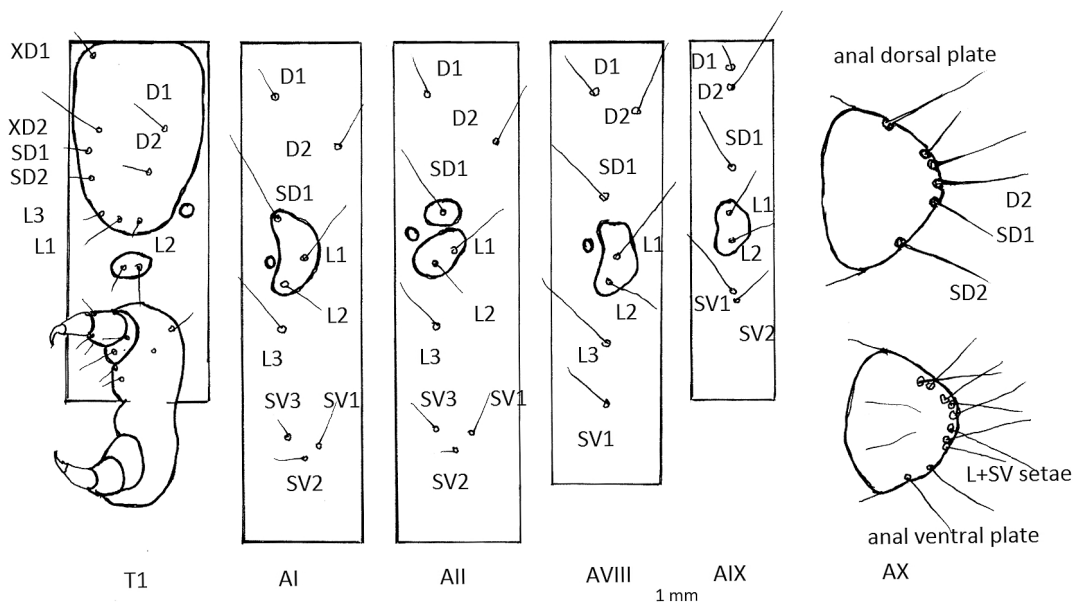 XD1
D1
XD2
D2
SD1
SD2
L3
L1
L2
T1
D1
D2
SD1
L1
L2
L3
SV3
SV1
SV2
AI
D1
D2
SD1
L1
L2
L3
SV3
SV1
SV2
AII
D1
D2
SD1
L1
L2
L3
SV1
AVIII
D1
D2
SD1
L1
L2
SV1
SV2
AIX
1 mm
anal dorsal plate
D2
SD1
SD2
L+SV setae
anal ventral plate
AX